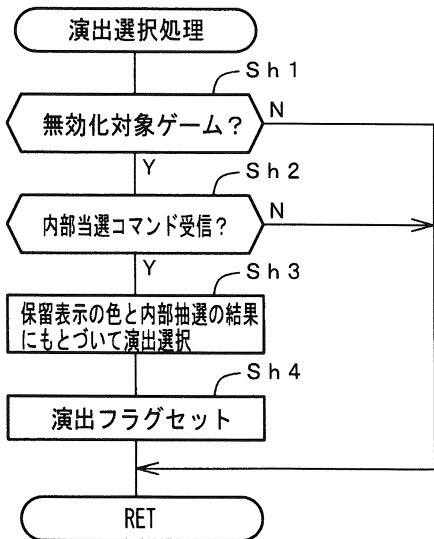 演出選択処理
Sh1
無効化対象ゲーム?
N
Y
Sh2
内部当選コマンド受信?
N
Y
Sh3
保留表示の色と内部抽選の結果
にもとづいて演出選択
Sh4
演出フラグセット
RET